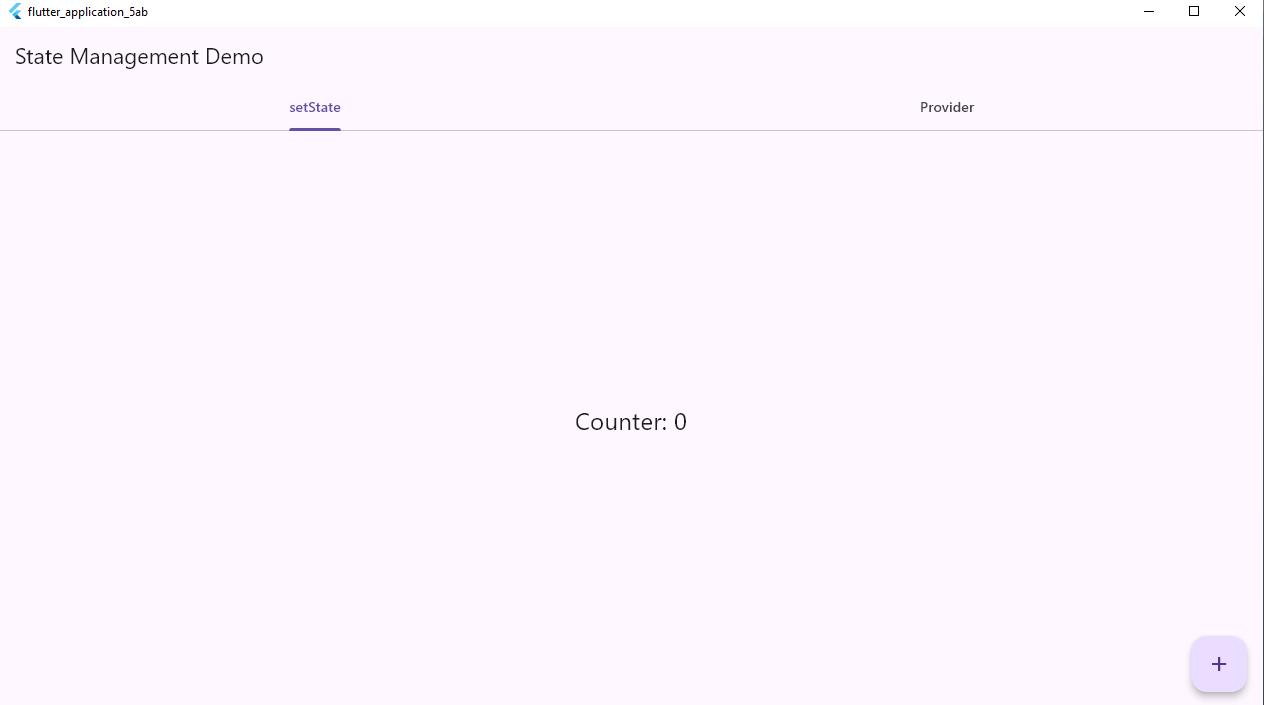 flutter_application_5ab
State Management Demo
setState
Provider
Counter: 0
+